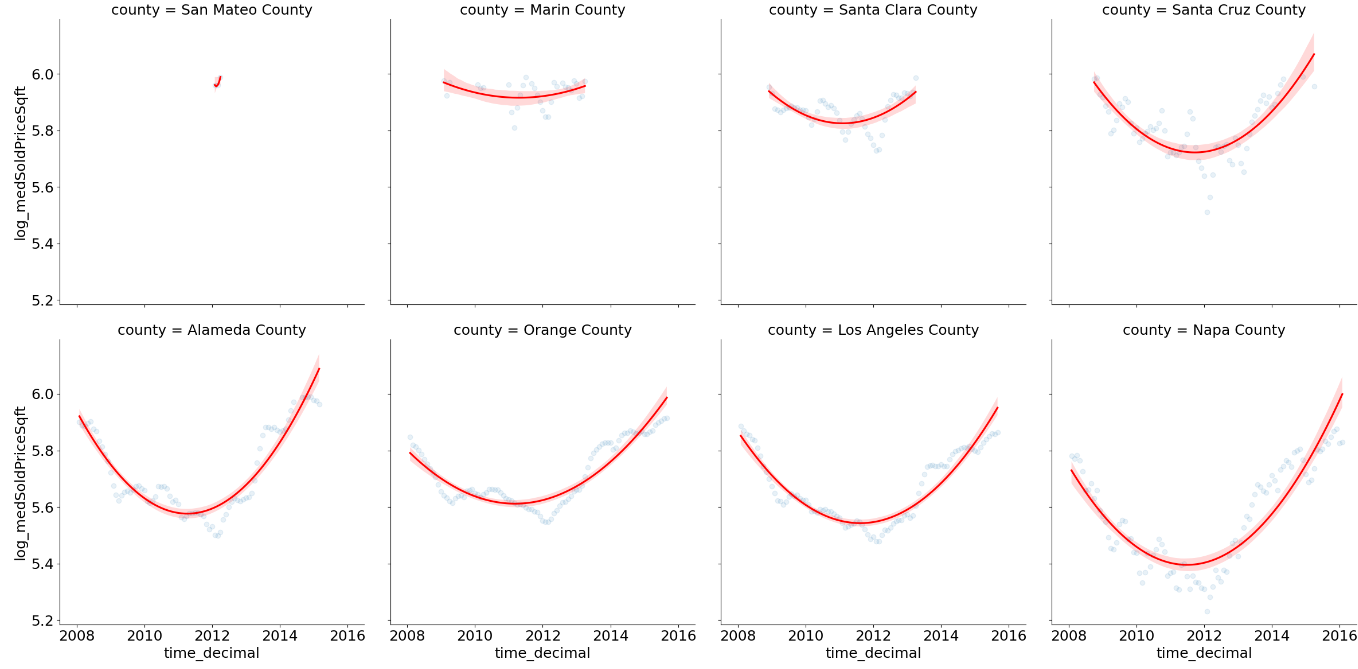 county = San Mateo County
county = Marin County
county = Santa Clara County
county = Santa Cruz County
log_medSoldPriceSqft
6.0
5.8
5.6
5.4
5.2
county = Alameda County
county = Orange County
county = Los Angeles County
county = Napa County
log_medSoldPriceSqft
6.0
5.8
5.6
5.4
5.2
2008 2010 2012 2014 2016
2008 2010 2012 2014 2016
2008 2010 2012 2014 2016
2008 2010 2012 2014 2016
time_decimal
time_decimal
time_decimal
time_decimal